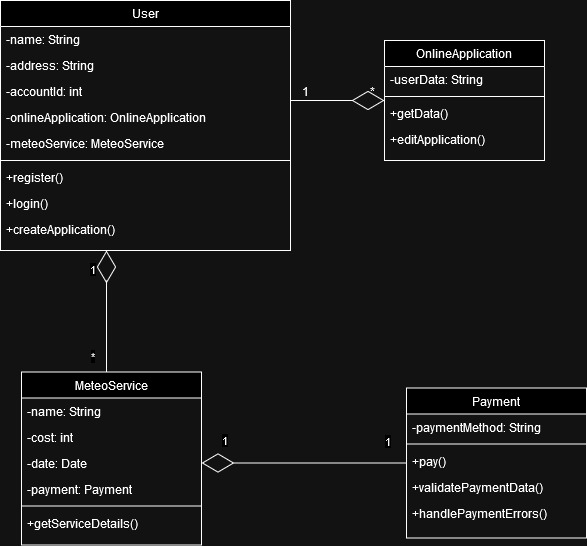 User
-name: String
-address: String
-accountId: int
-onlineApplication: OnlineApplication
-meteoService: MeteoService
+register()
+login()
+createApplication()
1
*
OnlineApplication
-userData: String
+getData()
+editApplication()
1
*
MeteoService
-name: String
-cost: int
-date: Date
-payment: Payment
+getServiceDetails()
1
1
Payment
-paymentMethod: String
+pay()
+validatePaymentData()
+handlePaymentErrors()